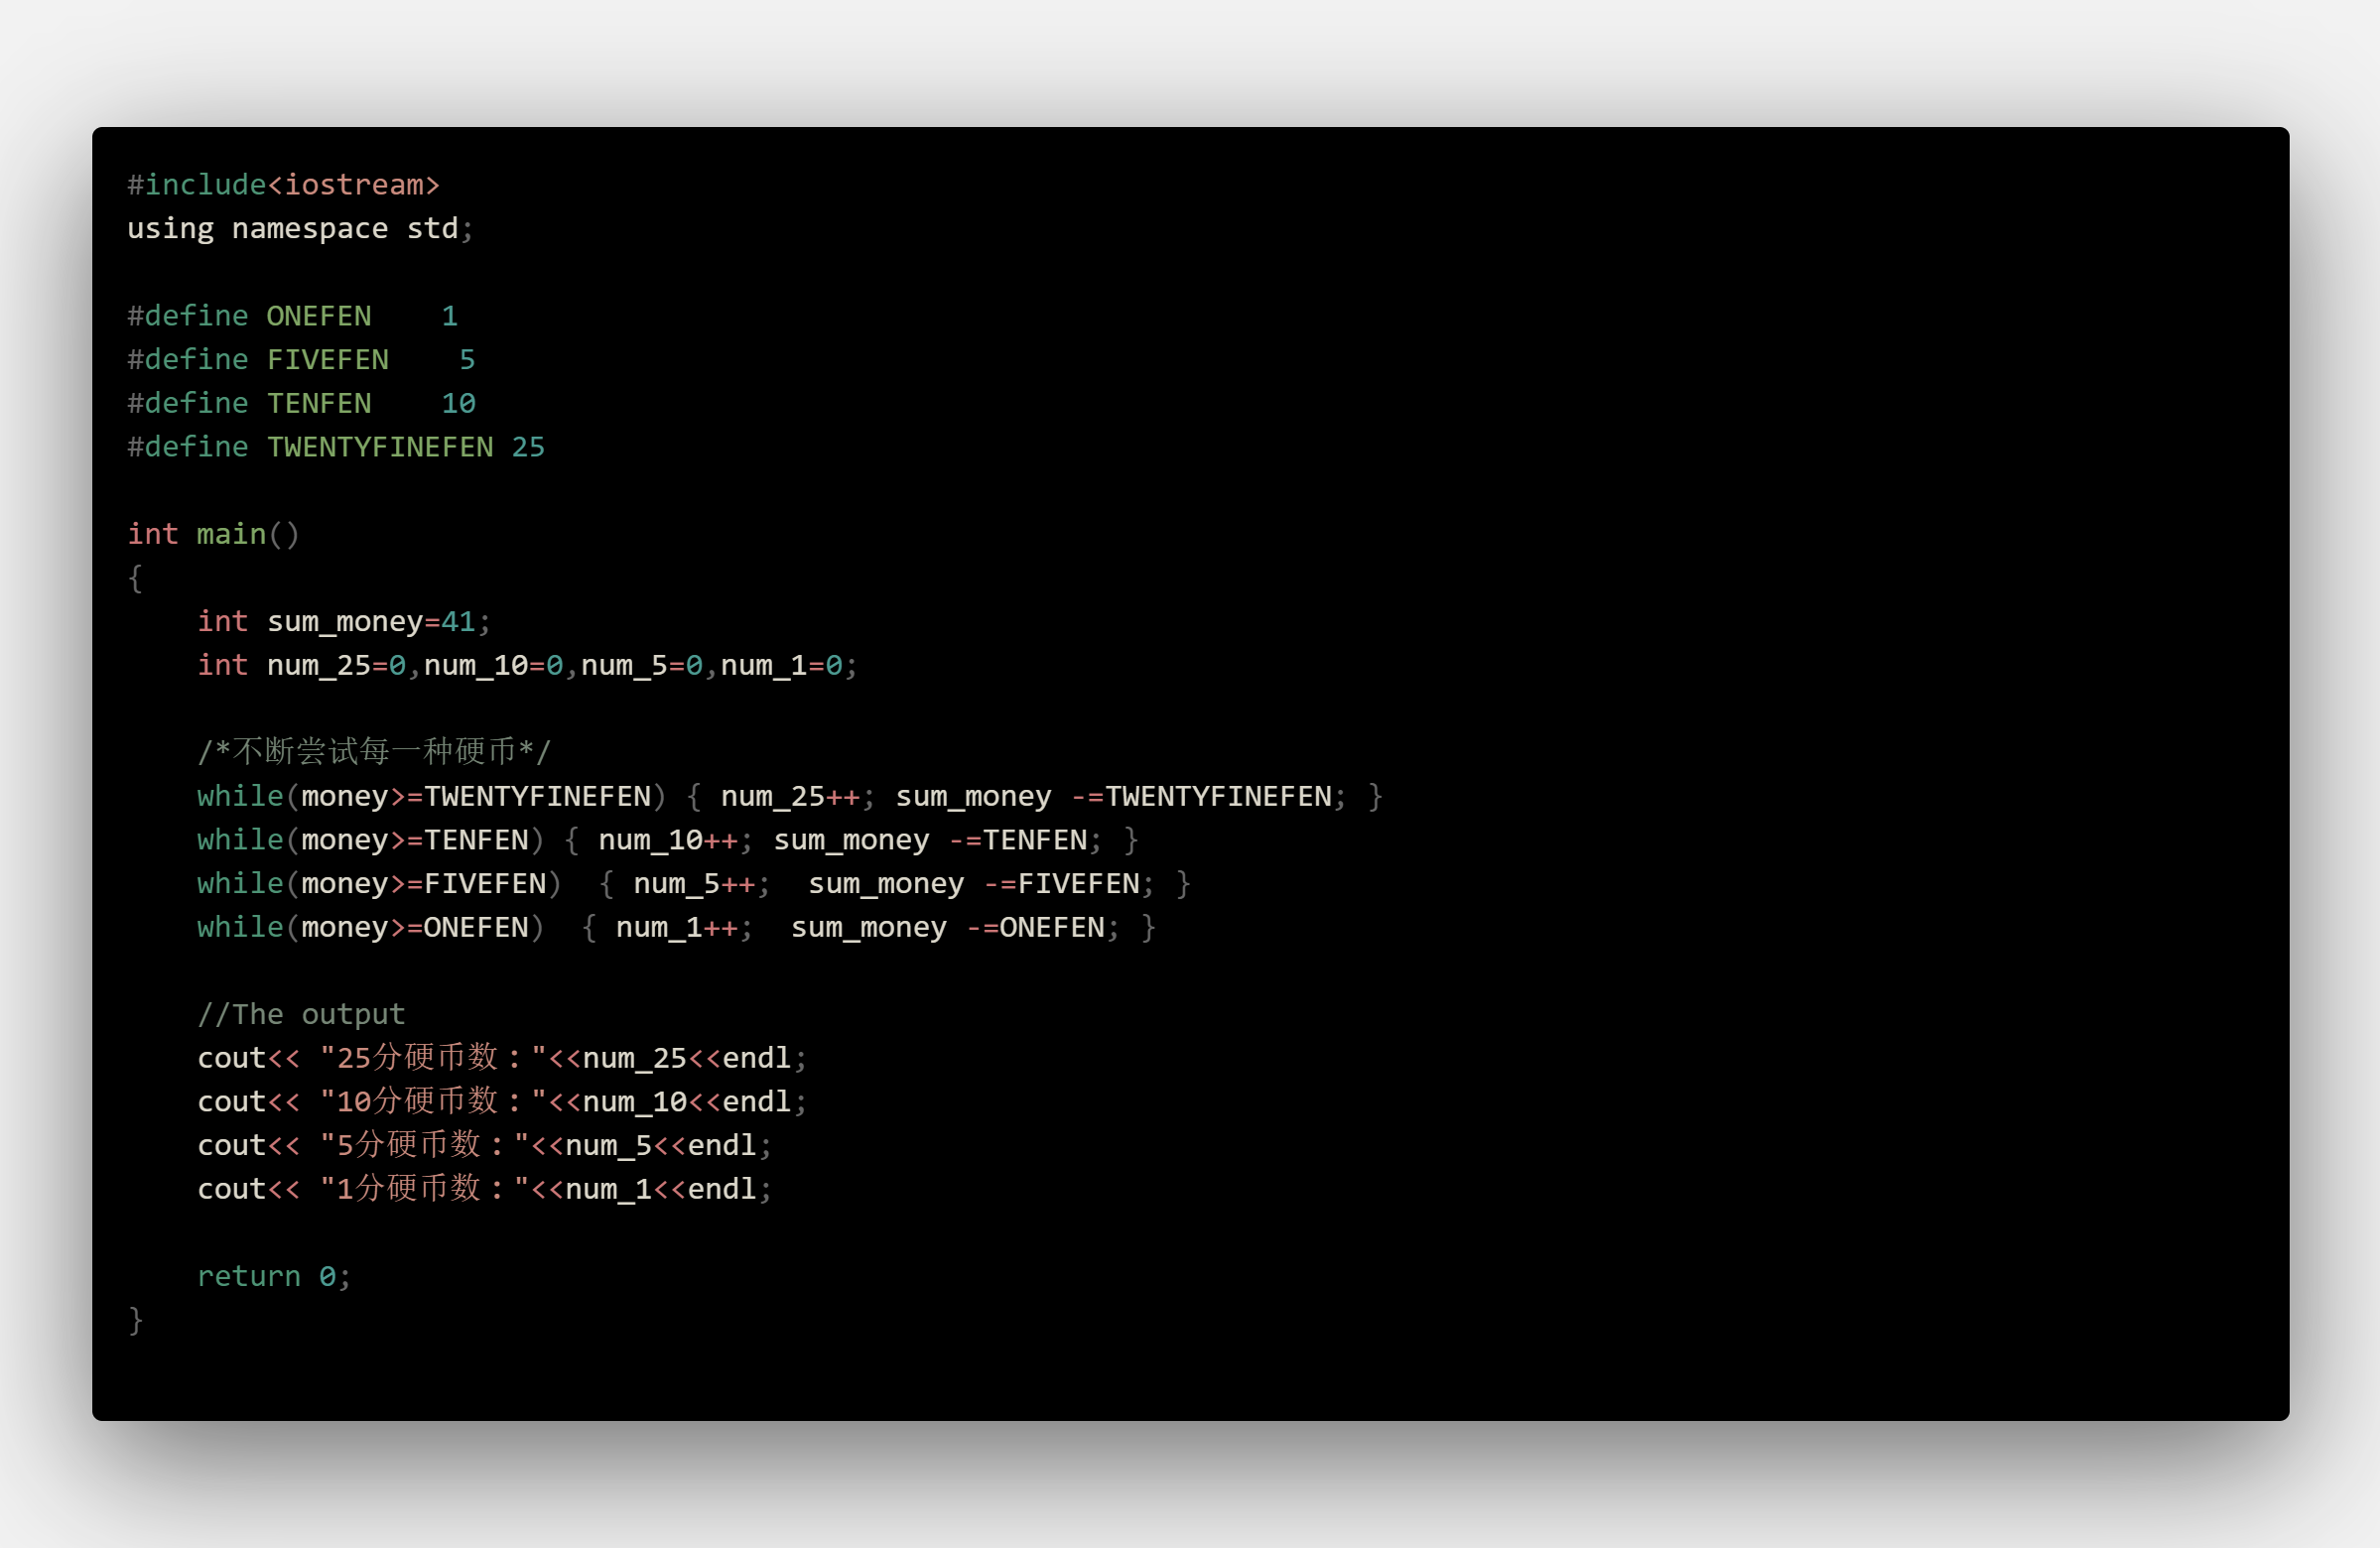 #include<iostream>
using namespace std;
#define ONEFEN    1
#define FIVEFEN    5
#define TENFEN    10
#define TWENTYFINEFEN 25
int main()
{
    int sum_money=41;
    int num_25=0,num_10=0,num_5=0,num_1=0;
    /*不断尝试每一种硬币*/
    while(money>=TWENTYFINEFEN) { num_25++; sum_money -=TWENTYFINEFEN; }
    while(money>=TENFEN) { num_10++; sum_money -=TENFEN; }
    while(money>=FIVEFEN)  { num_5++;  sum_money -=FIVEFEN; }
    while(money>=ONEFEN)  { num_1++;  sum_money -=ONEFEN; }
    //The output
    cout<< "25分硬币数："<<num_25<<endl;
    cout<< "10分硬币数："<<num_10<<endl;
    cout<< "5分硬币数："<<num_5<<endl;
    cout<< "1分硬币数："<<num_1<<endl;
    return 0;
}